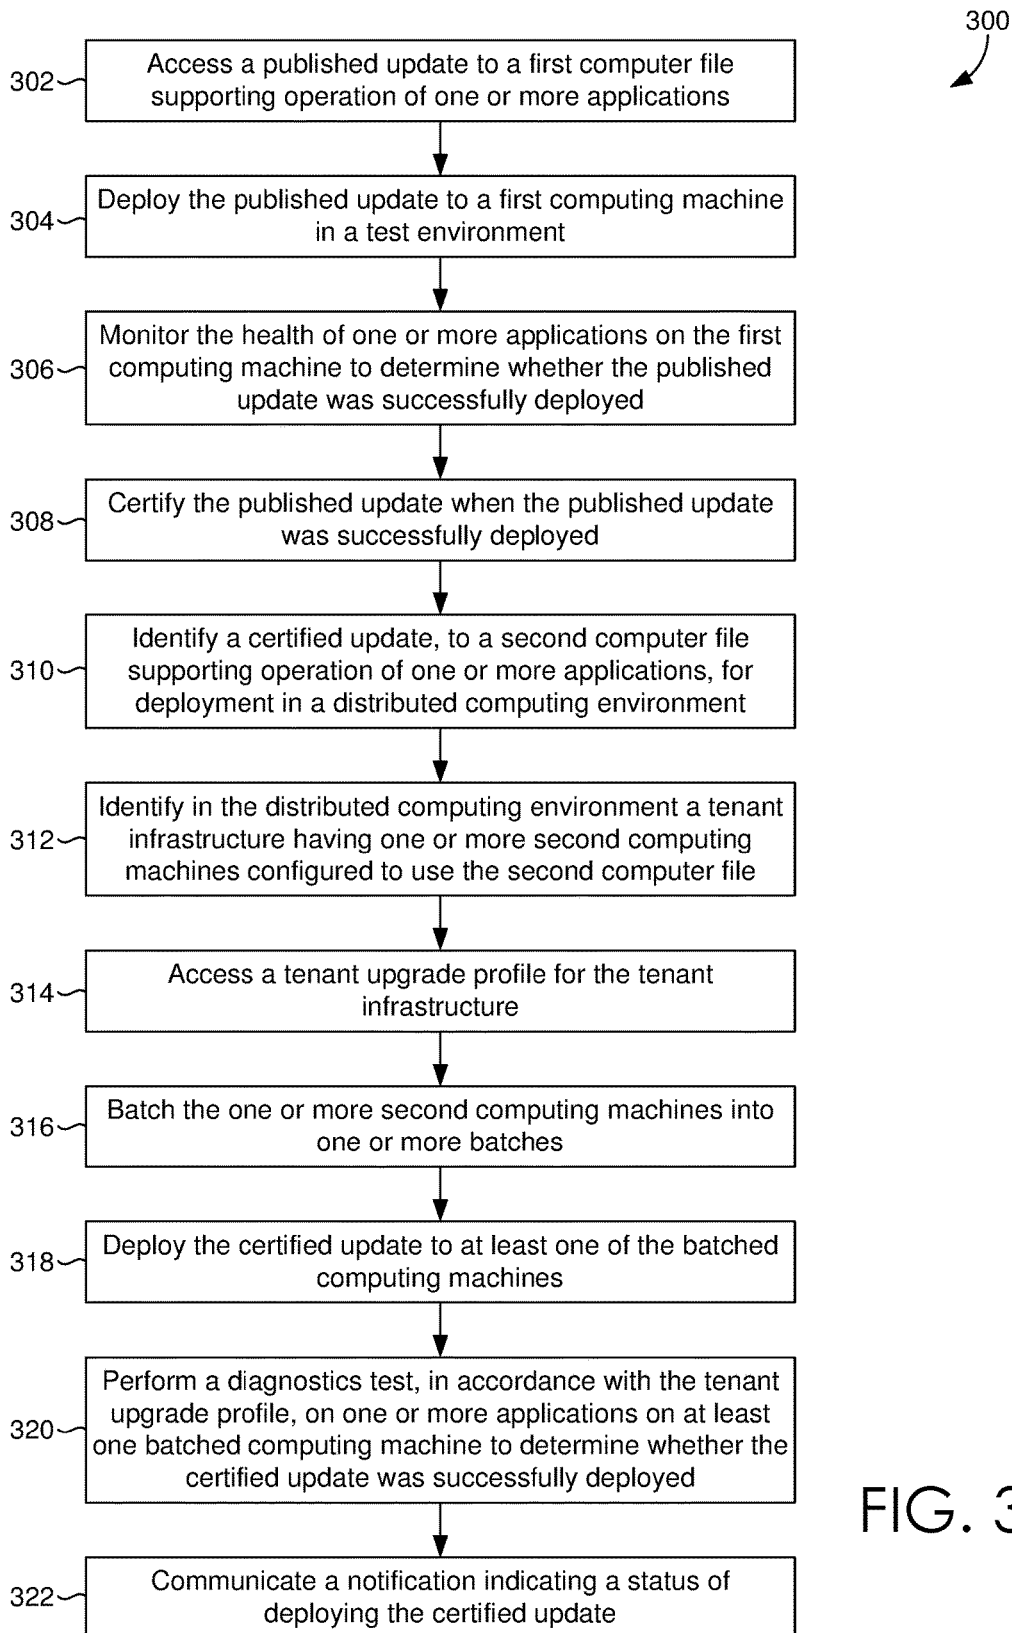 300
302
Access a published update to a first computer file
supporting operation of one or more applications
304
Deploy the published update to a first computing machine
in a test environment
306
Monitor the health of one or more applications on the first
computing machine to determine whether the published
update was successfully deployed
308
Certify the published update when the published update
was successfully deployed
310
Identify a certified update, to a second computer file
supporting operation of one or more applications, for
deployment in a distributed computing environment
312
Identify in the distributed computing environment a tenant
infrastructure having one or more second computing
machines configured to use the second computer file
314
Access a tenant upgrade profile for the tenant
infrastructure
316
Batch the one or more second computing machines into
one or more batches
318
Deploy the certified update to at least one of the batched
computing machines
320
Perform a diagnostics test, in accordance with the tenant
upgrade profile, on one or more applications on at least
one batched computing machine to determine whether the
certified update was successfully deployed
322
Communicate a notification indicating a status of
deploying the certified update
FIG. 3